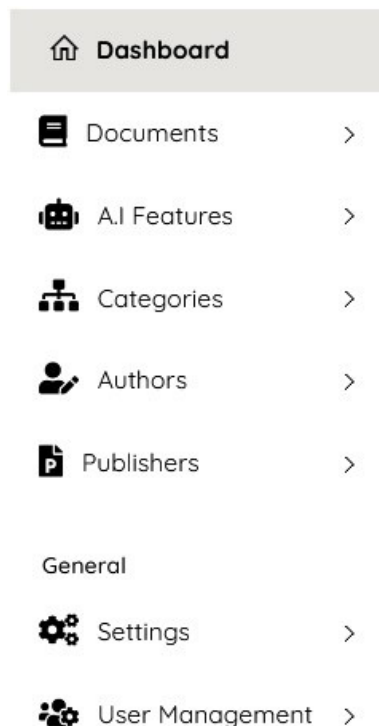 Dashboard
Documents
A.I Features
Categories
Authors
Publishers
General
Settings
User Management